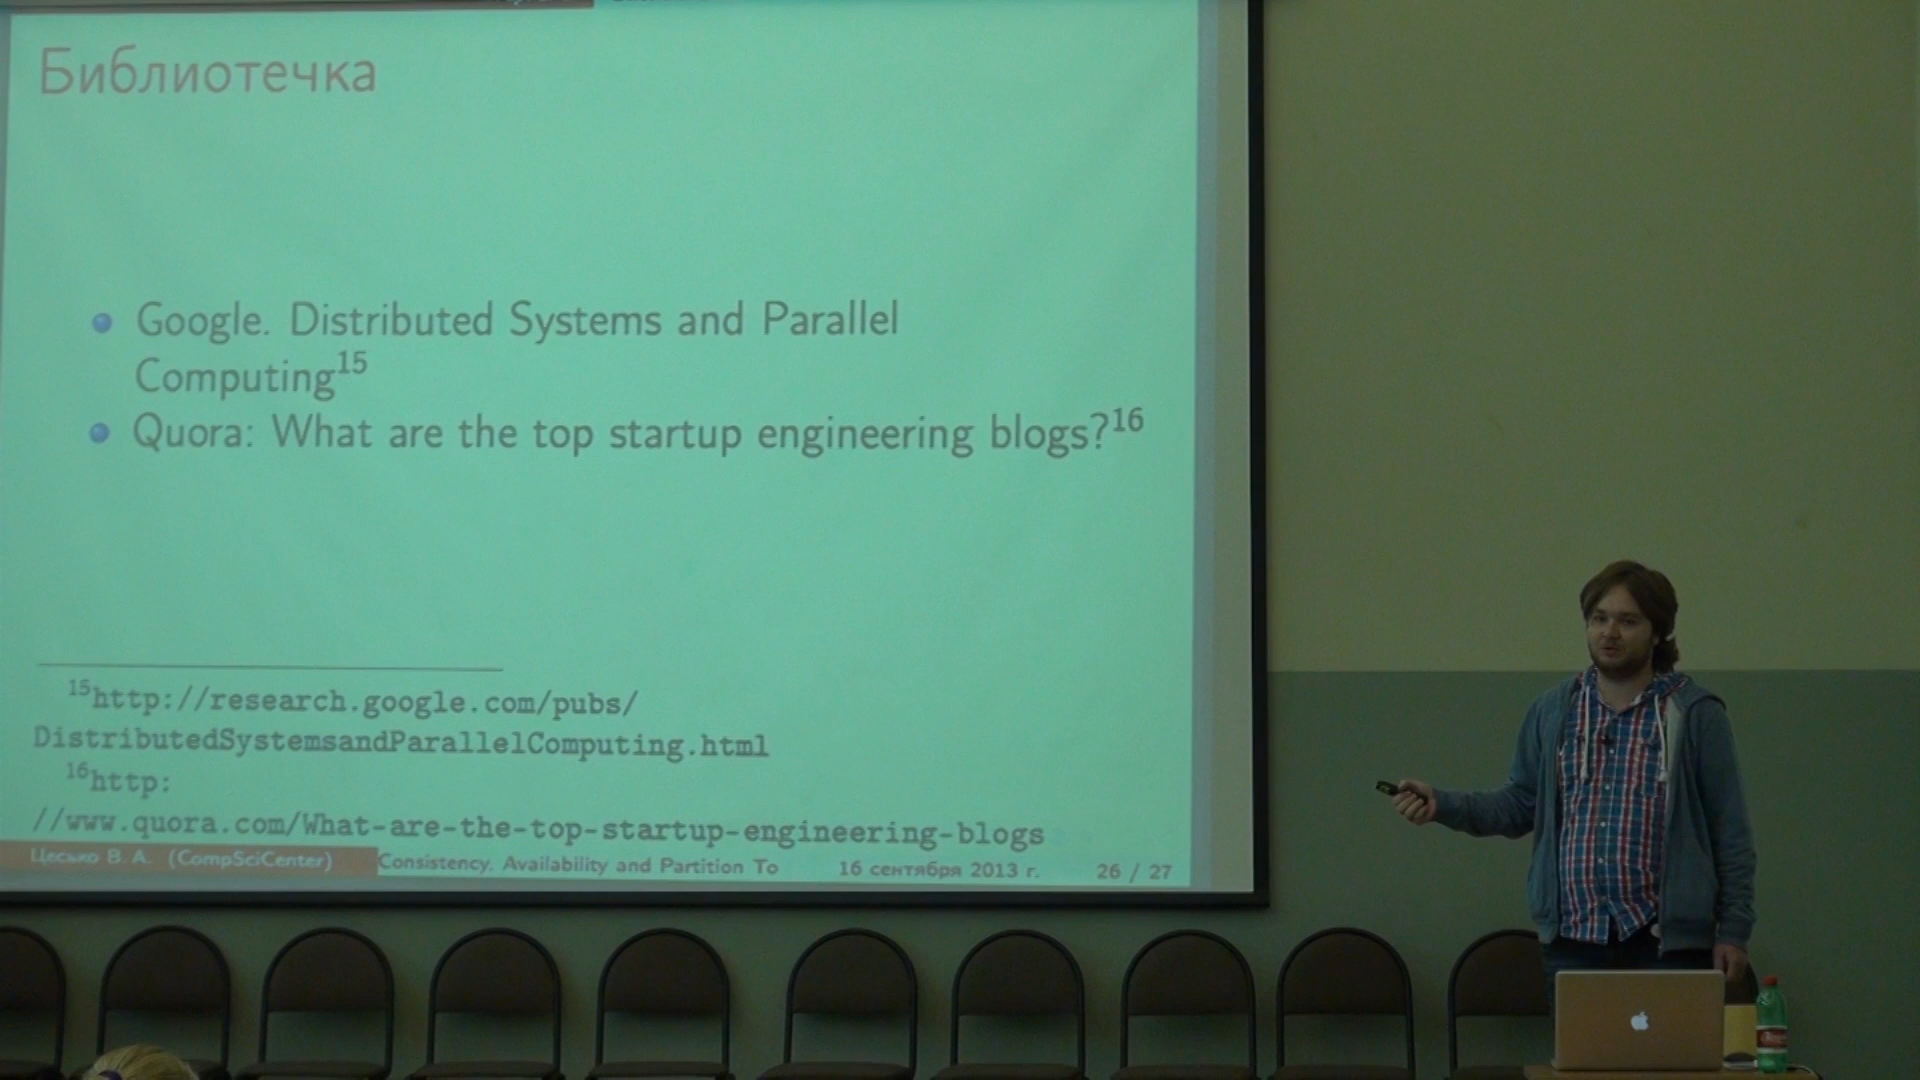 Библиотечка
Google. Distributed Systems and Parallel
Computing15
Quora: What are the top startup engineering blogs?16
15http://research.google.com/pubs/
DistributedSystemsandParallelComputing.html
16http:
//www.quora.com/What-are-the-top-startup-engineering-blogs
Цесько В. А. (CompSciCenter) Consistency, Availability and Partition To 16 сентября 2013 г. 26 / 27